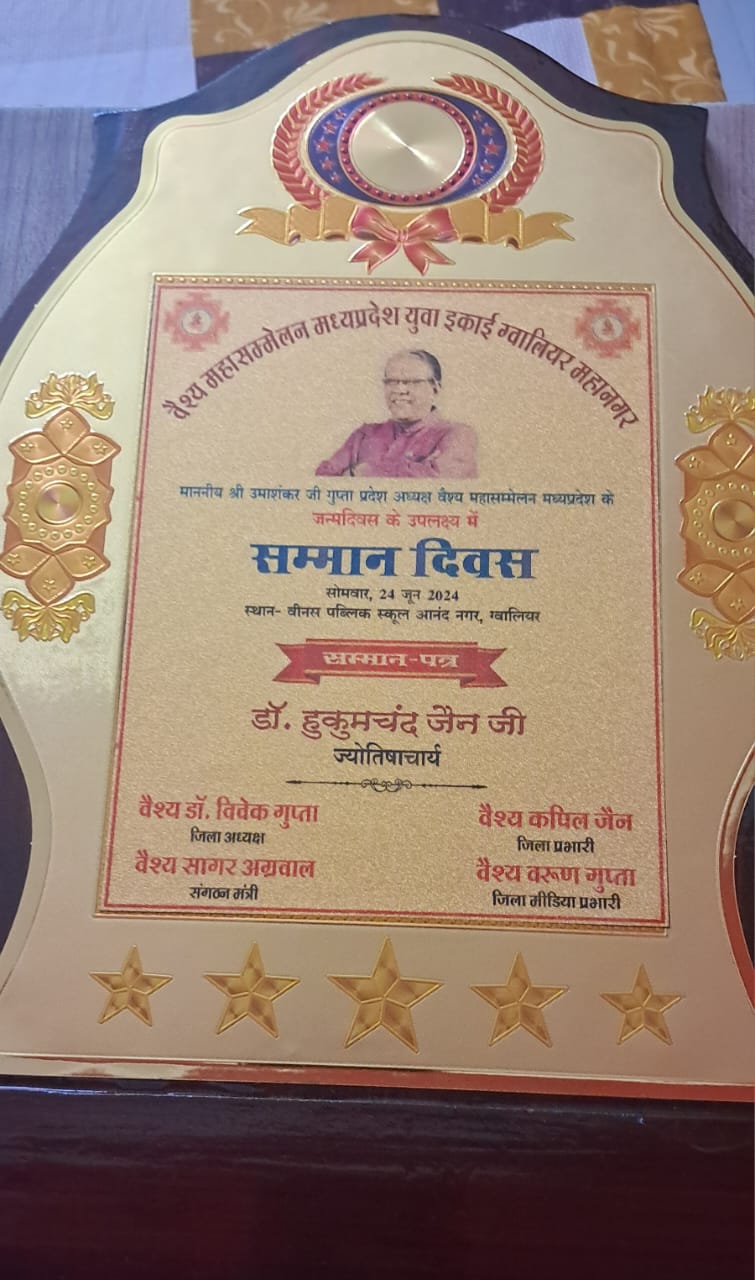 वैश्य महासम्मेलन मध्यप्रदेश युवा इकाई ग्वालियर महानगर
माननीय श्री उमाशंकर जी गुप्ता प्रदेश अध्यक्ष वैश्य महासम्मेलन मध्यप्रदेश के
जन्मदिवस के उपलक्ष्य में
सम्मान दिवस
सोमवार, 24 जून 2024
स्थान- वीनस पब्लिक स्कूल आनंद नगर, ग्वालियर
सम्मान-पत्र
डॉ. हुकुमचंद जैन जी
ज्योतिषाचार्य
वैश्य डॉ. विवेक गुप्ता
जिला अध्यक्ष
वैश्य सागर अग्रवाल
संगठन मंत्री
वैश्य कपिल जैन
जिला प्रभारी
वैश्य वरूण गुप्ता
जिला मीडिया प्रभारी